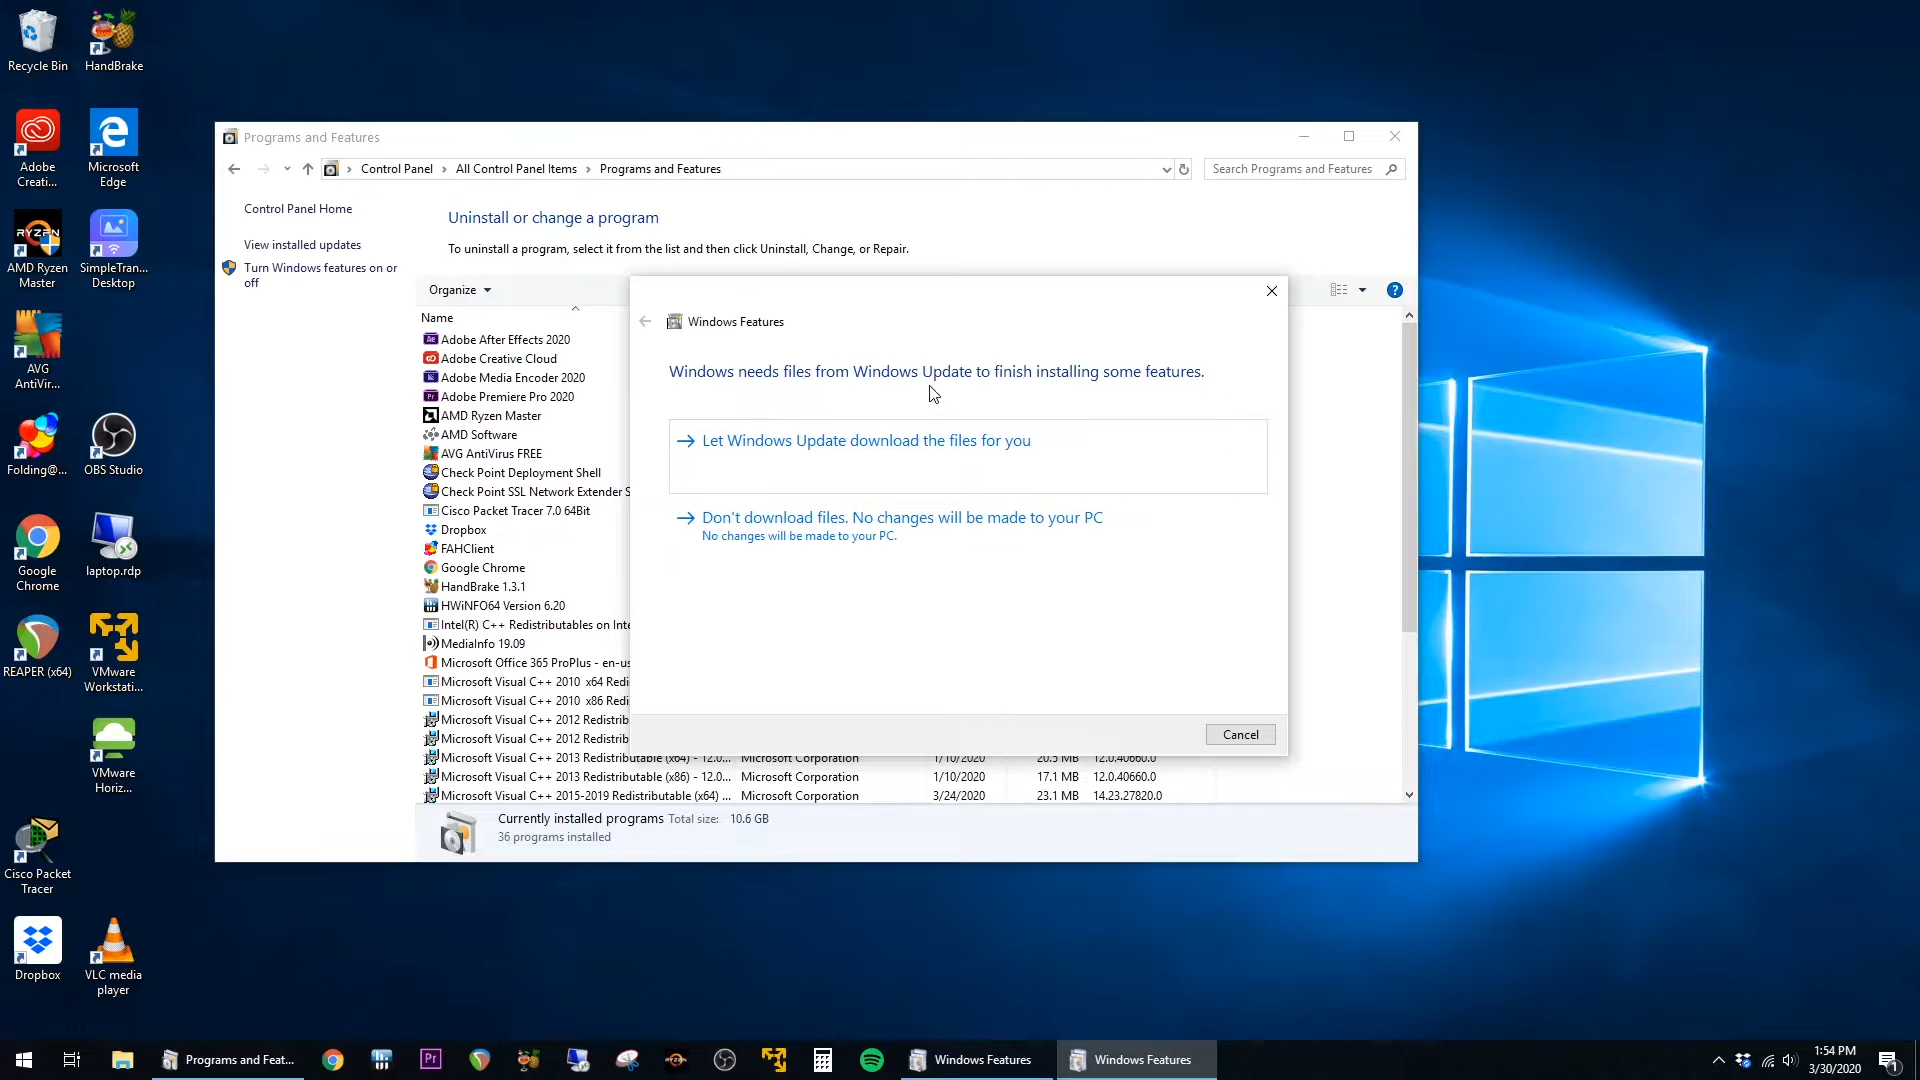 Recycle Bin
HandBrake
Adobe
Creati...
Microsoft
Edge
AMD Ryzen
Master
SimpleTran...
Desktop
AVG
AntiVir...
Folding@...
OBS Studio
Google
Chrome
laptop.rdp
REAPER (x64)
VMware
Workstati...
VMware
Horiz...
Cisco Packet
Tracer
Dropbox
VLC media
player
Programs and Features
Control Panel
All Control Panel Items
Programs and Features
Search Programs and Features
Control Panel Home
View installed updates
Turn Windows features on or
off
Uninstall or change a program
To uninstall a program, select it from the list and then click Uninstall, Change, or Repair.
Organize
Name
Adobe After Effects 2020
Adobe Creative Cloud
Adobe Media Encoder 2020
Adobe Premiere Pro 2020
AMD Ryzen Master
AMD Software
AVG AntiVirus FREE
Check Point Deployment Shell
Check Point SSL Network Extender S
Cisco Packet Tracer 7.0 64Bit
Dropbox
FAHClient
Google Chrome
HandBrake 1.3.1
HWiNFO64 Version 6.20
Intel(R) C++ Redistributables on Inte
MediaInfo 19.09
Microsoft Office 365 ProPlus - en-us
Microsoft Visual C++ 2010 x64 Redi
Microsoft Visual C++ 2010 x86 Redi
Microsoft Visual C++ 2012 Redistrib
Microsoft Visual C++ 2012 Redistrib
Microsoft Visual C++ 2013 Redistributable (x64) - 12.0... Microsoft Corporation 1/10/2020 20.5 MB 12.0.40660.0
Microsoft Visual C++ 2013 Redistributable (x86) - 12.0... Microsoft Corporation 1/10/2020 17.1 MB 12.0.40660.0
Microsoft Visual C++ 2015-2019 Redistributable (x64) ... Microsoft Corporation 3/24/2020 23.1 MB 14.23.27820.0
Currently installed programs Total size: 10.6 GB
36 programs installed
Windows Features
Windows needs files from Windows Update to finish installing some features.
Let Windows Update download the files for you
Don't download files. No changes will be made to your PC
No changes will be made to your PC.
Cancel
Programs and Feat...
Pr
RYZEN
Windows Features
Windows Features
1:54 PM
3/30/2020
1